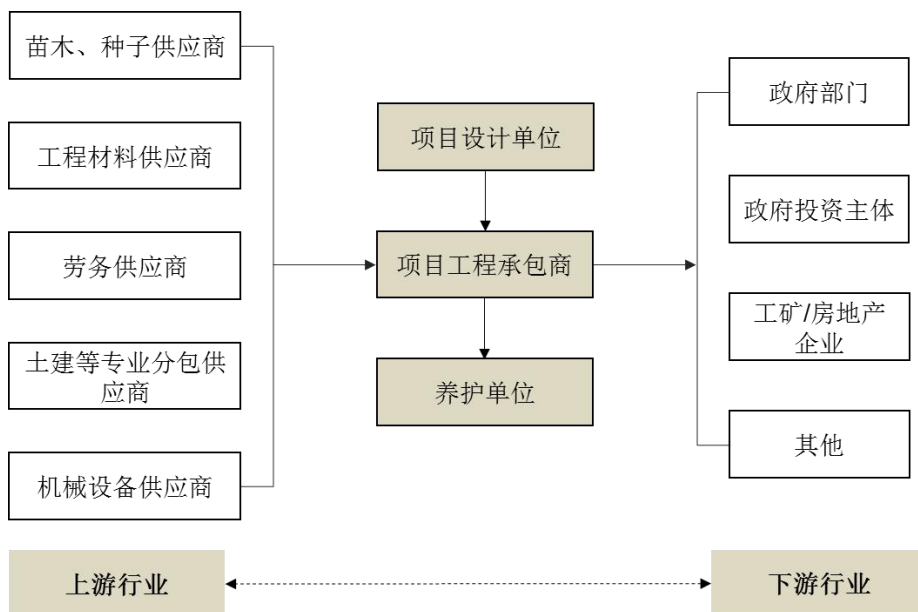 苗木、种子供应商
工程材料供应商
劳务供应商
土建等专业分包供
应商
机械设备供应商
项目设计单位
项目工程承包商
养护单位
政府部门
政府投资主体
工矿/房地产
企业
其他
上游行业
下游行业